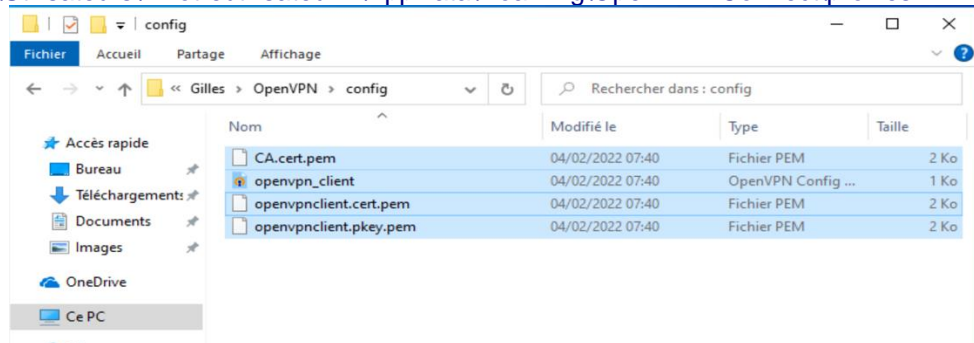 config
Fichier Accueil Partage Affichage
« Gilles > OpenVPN > config Rechercher dans : config
Nom Modifié le Type Taille
Accès rapide
Bureau
Téléchargements
Documents
Images
OneDrive
Ce PC
CA.cert.pem 04/02/2022 07:40 Fichier PEM 2 Ko
openvpn_client 04/02/2022 07:40 OpenVPN Config ... 1 Ko
openvpnclient.cert.pem 04/02/2022 07:40 Fichier PEM 2 Ko
openvpnclient.pkey.pem 04/02/2022 07:40 Fichier PEM 2 Ko